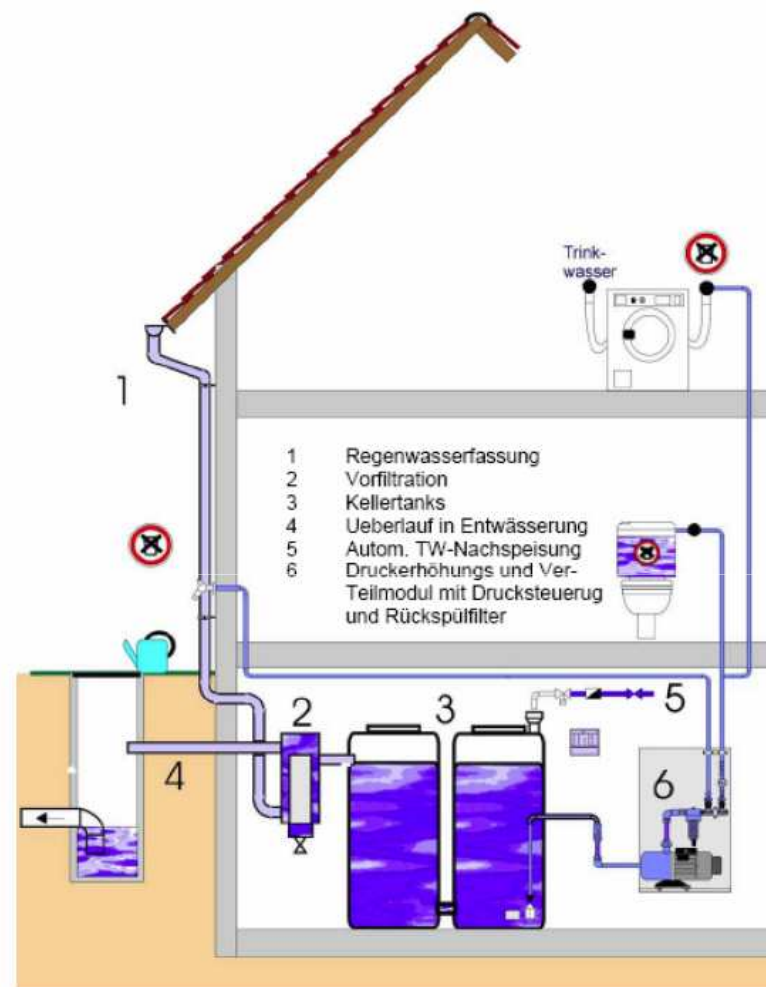 Trink-
wasser
1
1 Regenwasserfassung
2 Vorfiltration
3 Kellertanks
4 Ueberlauf in Entwässerung
5 Autom. TW-Nachspeisung
6 Druckerhöhungs und Ver-
Teilmodul mit Drucksteuerug
und Rückspülfilter
2
3
5
4
6